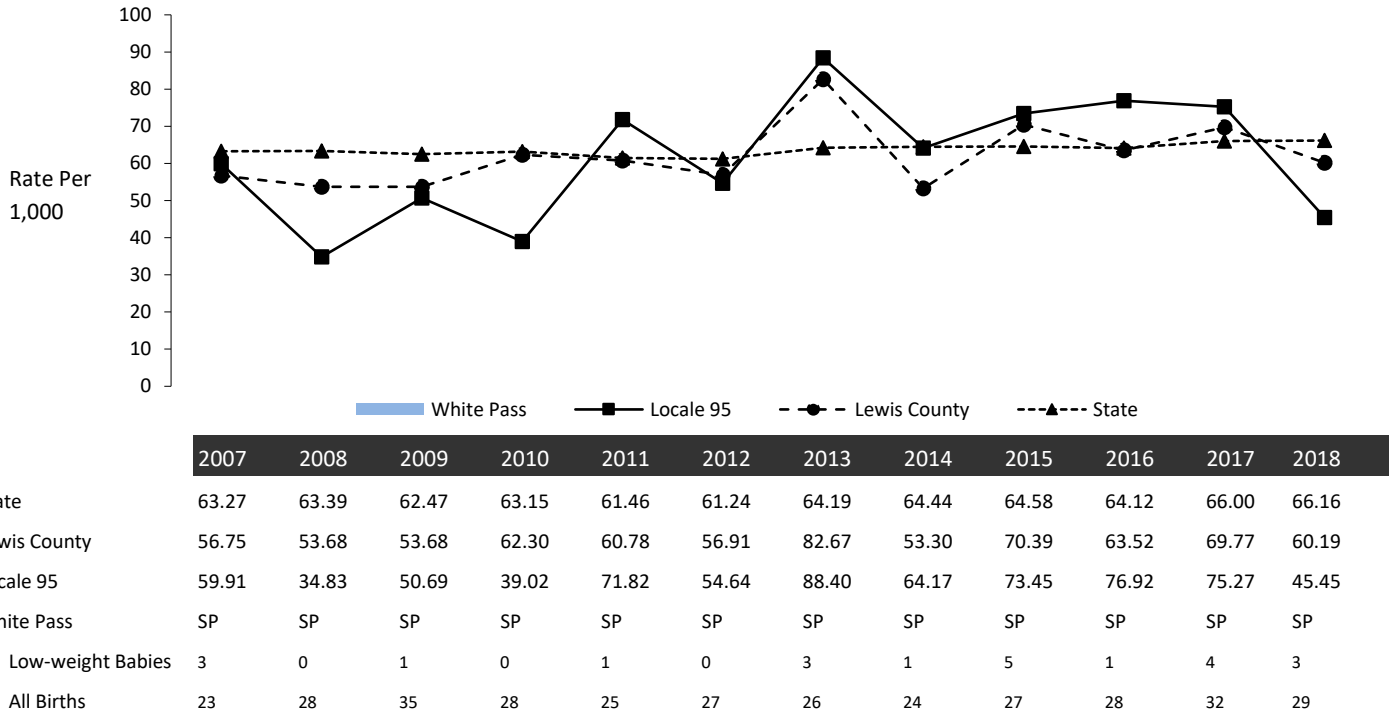 100
90
80
70
60
50
40
30
20
10
0
Rate Per
1,000
White Pass Locale 95 Lewis County State
2007 2008 2009 2010 2011 2012 2013 2014 2015 2016 2017 2018
ate 63.27 63.39 62.47 63.15 61.46 61.24 64.19 64.44 64.58 64.12 66.00 66.16
wis County 56.75 53.68 53.68 62.30 60.78 56.91 82.67 53.30 70.39 63.52 69.77 60.19
cale 95 59.91 34.83 50.69 39.02 71.82 54.64 88.40 64.17 73.45 76.92 75.27 45.45
hite Pass SP SP SP SP SP SP SP SP SP SP SP SP
Low-weight Babies 3 0 1 0 1 0 3 1 5 1 4 3
All Births 23 28 35 28 25 27 26 24 27 28 32 29